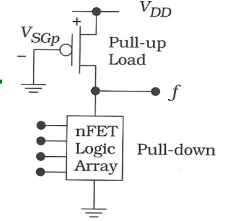 V_DD
+
V_SGp
Pull-up
–
Load
f
nFET
Logic
Array
Pull-down